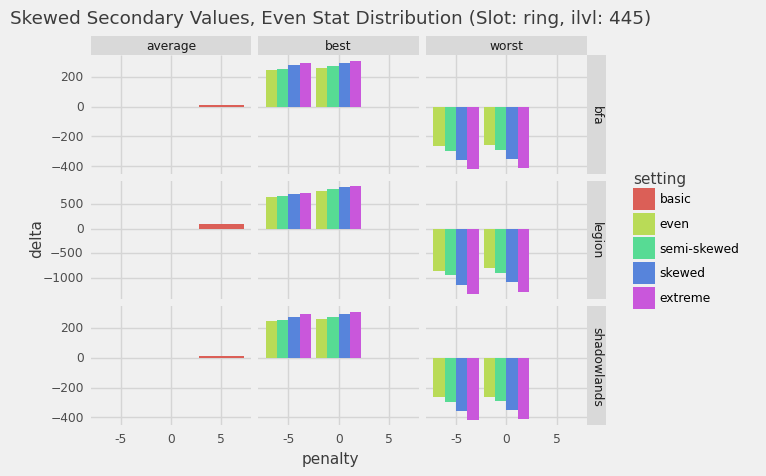 Skewed Secondary Values, Even Stat Distribution (Slot: ring, ilvl: 445)
average best worst
200
0
−200
−400
bfa
500
0
−500
−1000
legion
200
0
−200
−400
shadowlands
-5 0 5 -5 0 5 -5 0 5
penalty
delta
setting
basic
even
semi-skewed
skewed
extreme